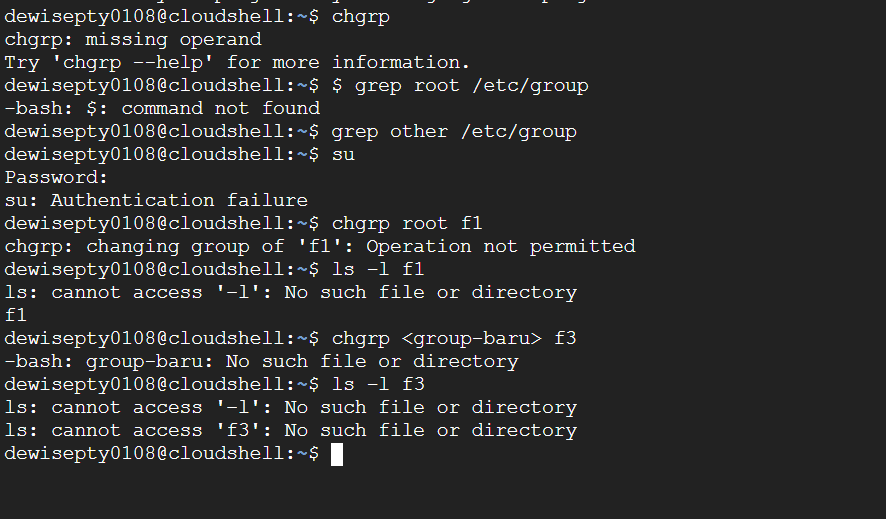 dewisepty0108@cloudshell:~$ chgrp
chgrp: missing operand
Try 'chgrp --help' for more information.
dewisepty0108@cloudshell:~$ $ grep root /etc/group
-bash: $: command not found
dewisepty0108@cloudshell:~$ grep other /etc/group
dewisepty0108@cloudshell:~$ su
Password:
su: Authentication failure
dewisepty0108@cloudshell:~$ chgrp root f1
chgrp: changing group of 'f1': Operation not permitted
dewisepty0108@cloudshell:~$ ls –l f1
ls: cannot access '–l': No such file or directory
f1
dewisepty0108@cloudshell:~$ chgrp <group-baru> f3
-bash: group-baru: No such file or directory
dewisepty0108@cloudshell:~$ ls –l f3
ls: cannot access '–l': No such file or directory
ls: cannot access 'f3': No such file or directory
dewisepty0108@cloudshell:~$